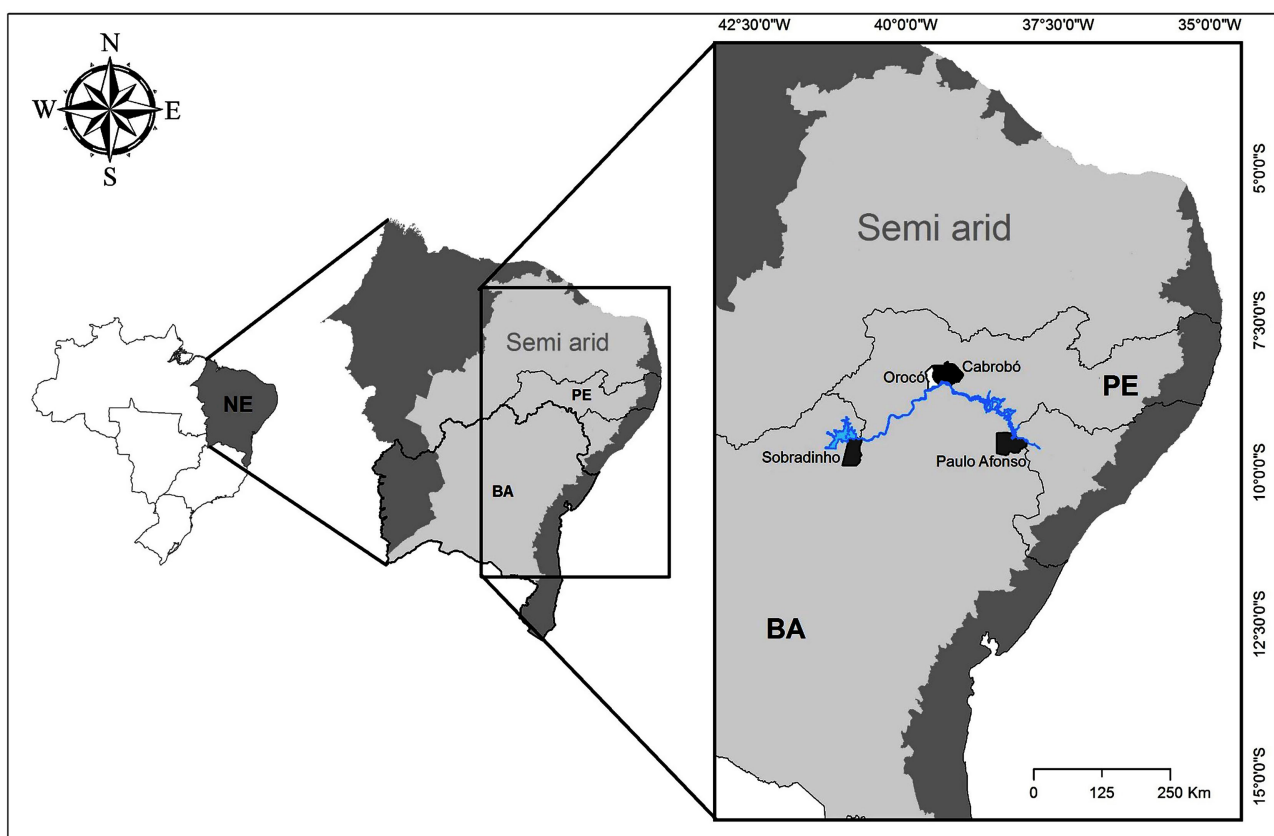 N
W
E
S
NE
Semi arid
PE
BA
42°30'0"W
40°0'0"W
37°30'0"W
35°0'0"W
Semi arid
Orocó
Cabrobó
PE
Sobradinho
Paulo Afonso
BA
5°0'0"S
7°30'0"S
10°0'0"S
12°30'0"S
15°0'0"S
0
125
250 Km